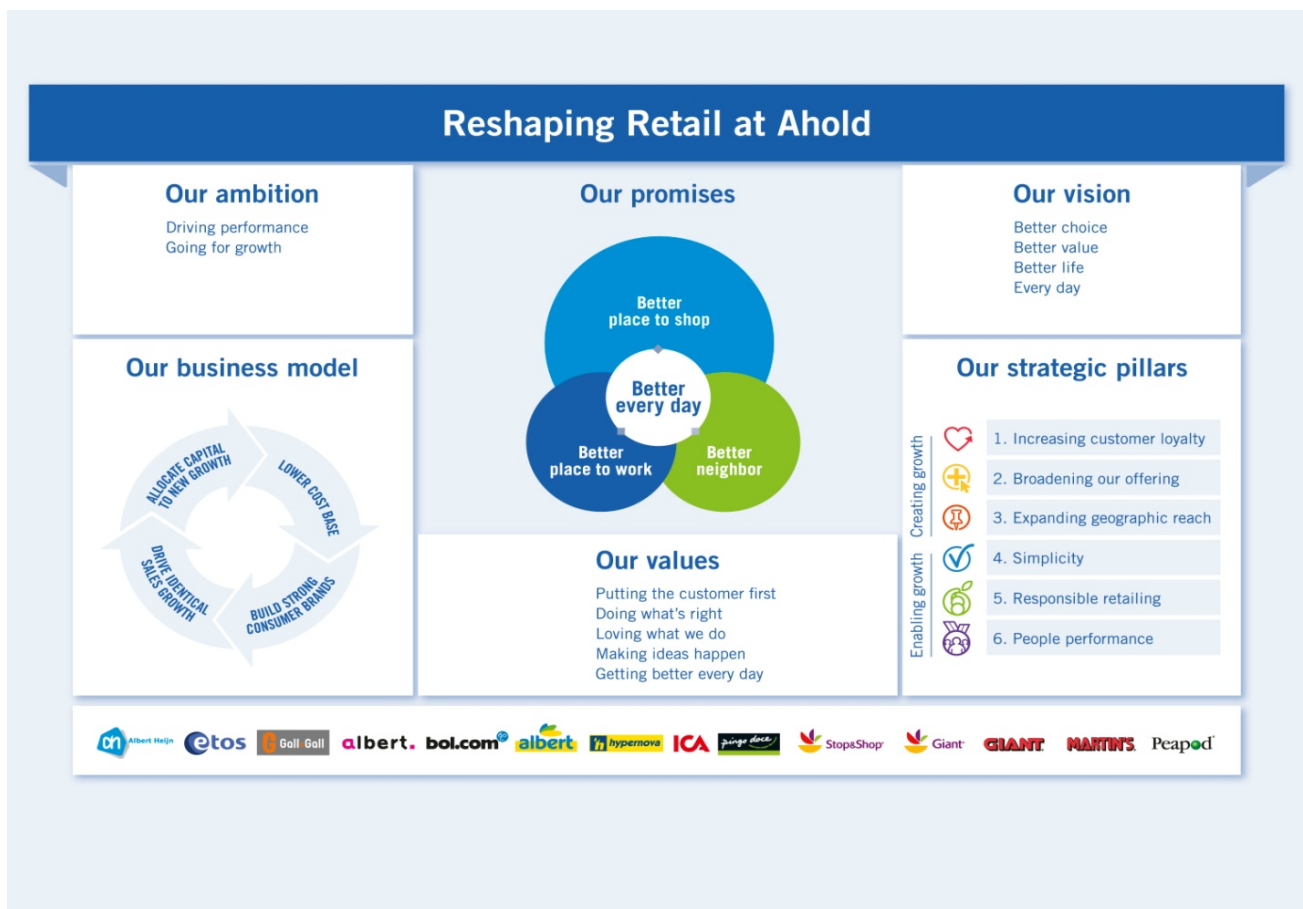 Reshaping Retail at Ahold
Our ambition
Driving performance
Going for growth
Our promises
Better
place to shop
Better
every day
Better
place to work
Better
neighbor
Our vision
Better choice
Better value
Better life
Every day
Our business model
ALLOCATE CAPITAL
TO NEW GROWTH
LOWER COST BASE
BUILD STRONG
CONSUMER BRANDS
DRIVE IDENTICAL
SALES GROWTH
Our values
Putting the customer first
Doing what's right
Loving what we do
Making ideas happen
Getting better every day
Our strategic pillars
Creating growth
1. Increasing customer loyalty
2. Broadening our offering
3. Expanding geographic reach
Enabling growth
4. Simplicity
5. Responsible retailing
6. People performance
ah Albert Heijn etos G Gall&Gall albert. bol.com albert h hypernova ICA pingo doce Stop&Shop Giant GIANT MARTIN'S Peapod